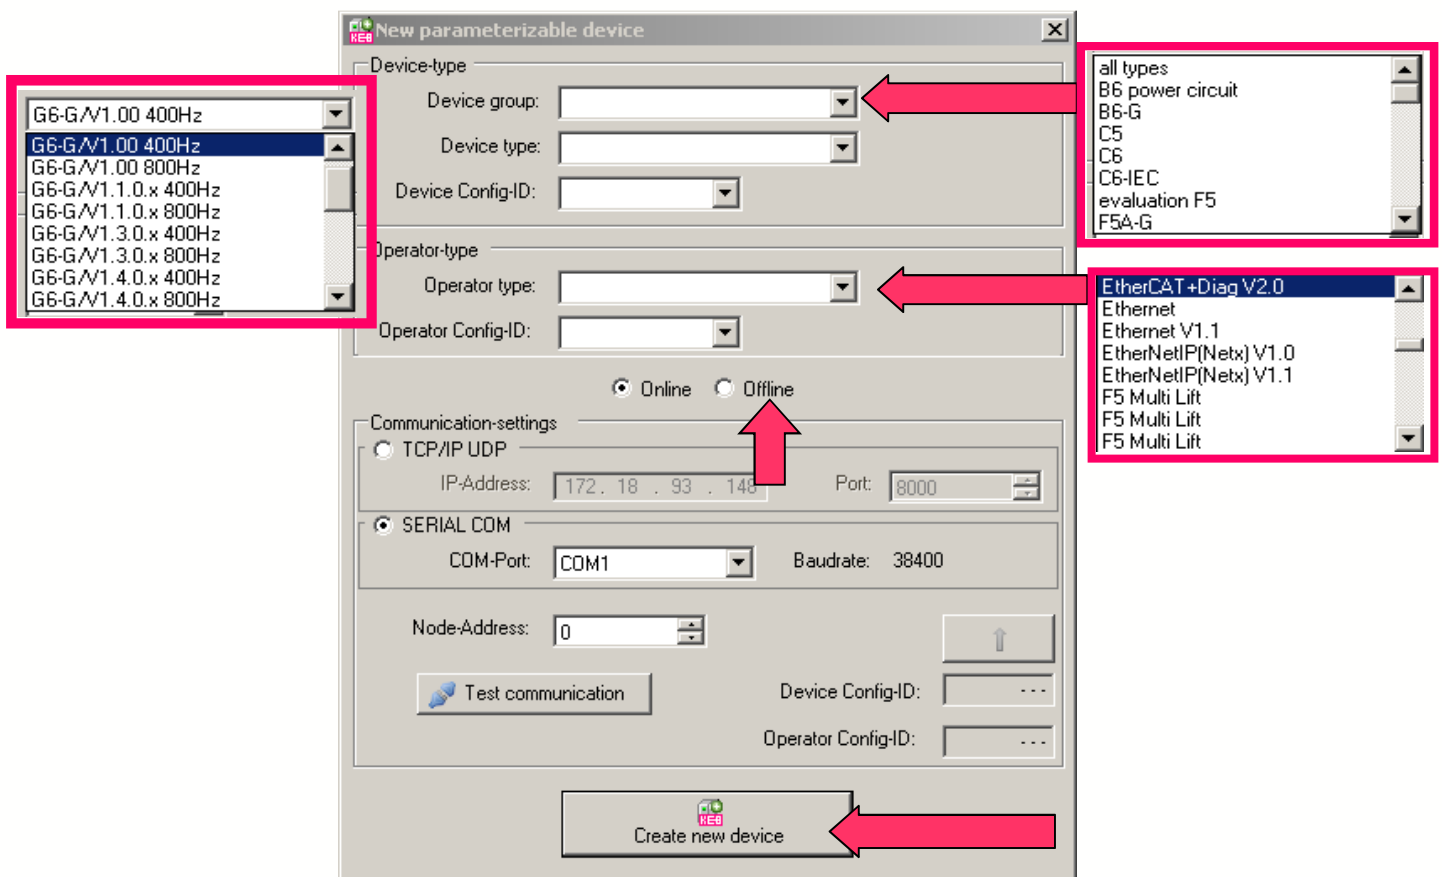 New parameterizable device
Device-type
Device group:
Device type:
Device Config-ID:
Operator-type
Operator type:
Operator Config-ID:
Online Offline
Communication-settings
TCP/IP UDP
IP-Address: 172. 18 . 93 . 148 Port: 8000
SERIAL COM
COM-Port: COM1 Baudrate: 38400
Node-Address: 0
Test communication
Device Config-ID: ---
Operator Config-ID: ---
KEB
Create new device
G6-G/V1.00 400Hz
G6-G/V1.00 400Hz
G6-G/V1.00 800Hz
G6-G/V1.1.0.x 400Hz
G6-G/V1.1.0.x 800Hz
G6-G/V1.3.0.x 400Hz
G6-G/V1.3.0.x 800Hz
G6-G/V1.4.0.x 400Hz
G6-G/V1.4.0.x 800Hz
all types
B6 power circuit
B6-G
C5
C6
C6-IEC
evaluation F5
F5A-G
EtherCAT+Diag V2.0
Ethernet
Ethernet V1.1
EtherNetIP(Netx) V1.0
EtherNetIP(Netx) V1.1
F5 Multi Lift
F5 Multi Lift
F5 Multi Lift